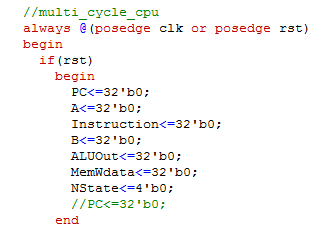 //multi_cycle_cpu
always @(posedge clk or posedge rst)
begin
if(rst)
begin
PC<=32'b0;
A<=32'b0;
Instruction<=32'b0;
B<=32'b0;
ALUOut<=32'b0;
MemWdata<=32'b0;
NState<=4'b0;
//PC<=32'b0;
end